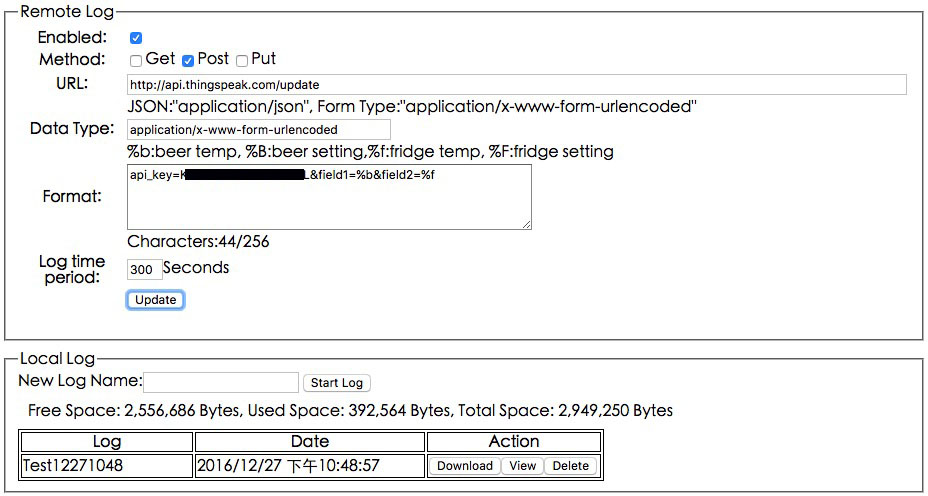 Remote Log
Enabled:
Method: Get Post Put
URL: http://api.thingspeak.com/update
JSON:"application/json", Form Type:"application/x-www-form-urlencoded"
Data Type: application/x-www-form-urlencoded
%b:beer temp, %B:beer setting,%f:fridge temp, %F:fridge setting
Format: api_key=K L&field1=%b&field2=%f
Characters:44/256
Log time period: 300 Seconds
Update
Local Log
New Log Name: Start Log
Free Space: 2,556,686 Bytes, Used Space: 392,564 Bytes, Total Space: 2,949,250 Bytes
Log Date Action
Test12271048 2016/12/27 下午10:48:57 Download View Delete